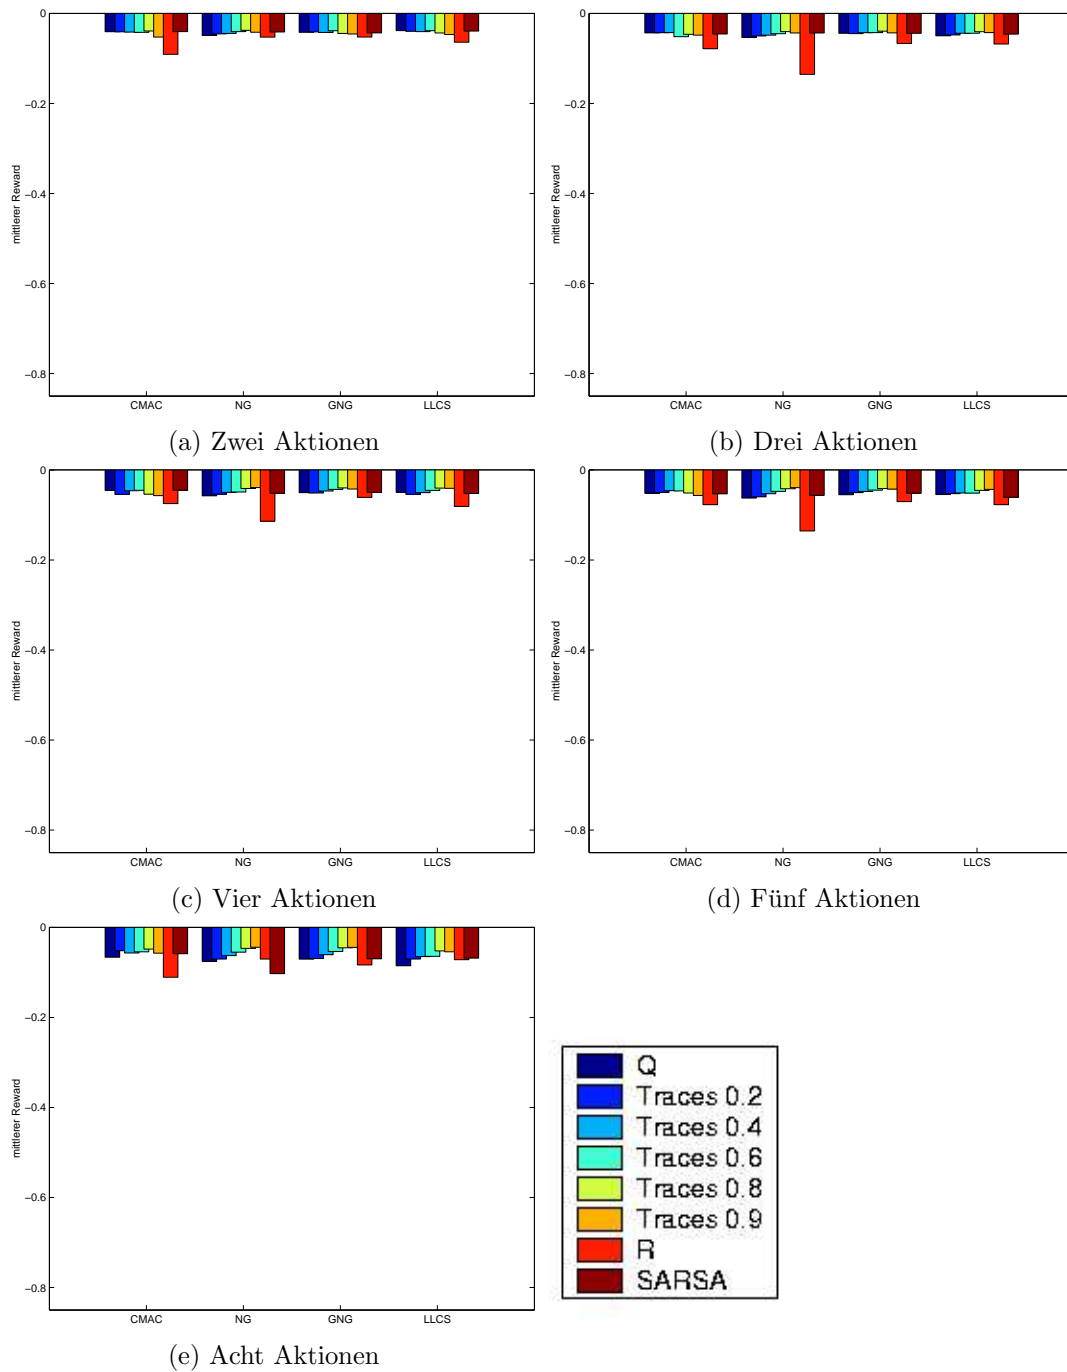 0
−0.2
−0.4
−0.6
−0.8
mittlerer Reward
CMAC NG GNG LLCS
(a) Zwei Aktionen
0
−0.2
−0.4
−0.6
−0.8
mittlerer Reward
CMAC NG GNG LLCS
(b) Drei Aktionen
0
−0.2
−0.4
−0.6
−0.8
mittlerer Reward
CMAC NG GNG LLCS
(c) Vier Aktionen
0
−0.2
−0.4
−0.6
−0.8
mittlerer Reward
CMAC NG GNG LLCS
(d) Fünf Aktionen
0
−0.2
−0.4
−0.6
−0.8
mittlerer Reward
CMAC NG GNG LLCS
(e) Acht Aktionen
Q
Traces 0.2
Traces 0.4
Traces 0.6
Traces 0.8
Traces 0.9
R
SARSA